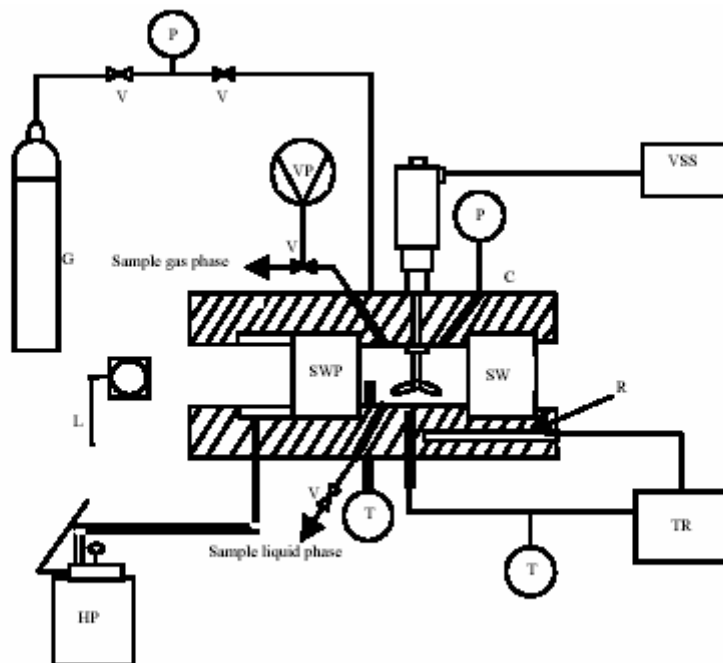 P
V
V
VSS
VP
P
V
G
Sample gas phase
C
SWP
SW
R
L
V
T
TR
Sample liquid phase
T
HP